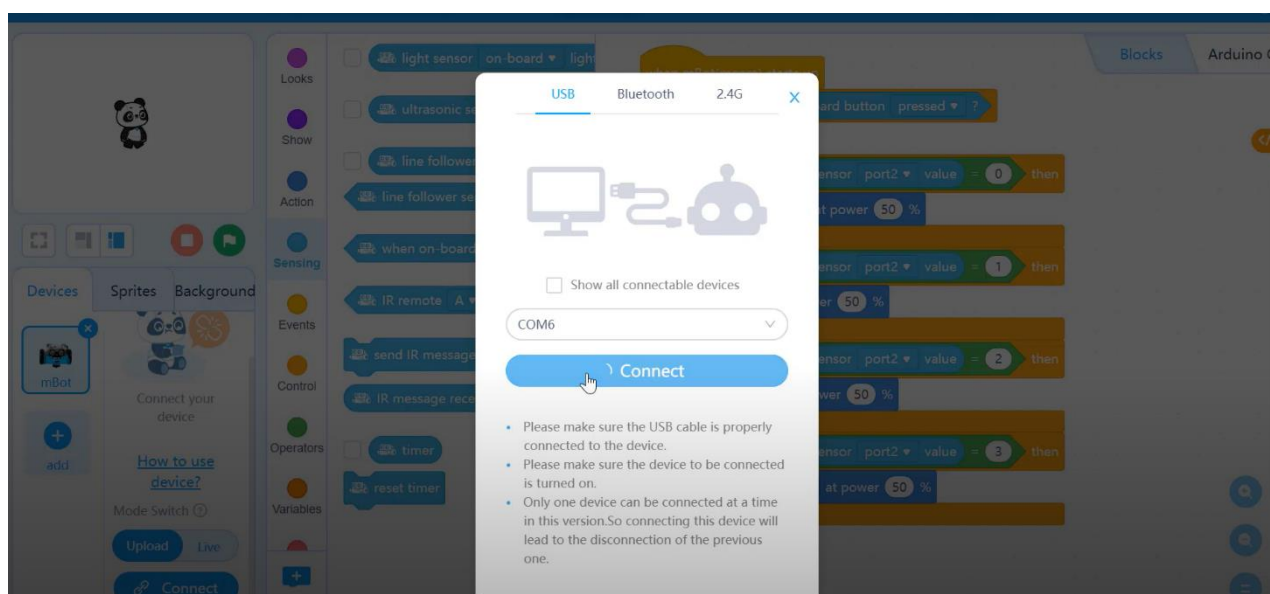 Blocks
Arduino
light sensor on-board ligh
Looks
USB Bluetooth 2.4G X
ultrasonic se
ard button pressed ?
Show
line follower
ensor port2 value = 0 then
Action
line follower se
t power 50 %
when on-board
Sensing
ensor port2 value = 1 then
Show all connectable devices
Devices Sprites Background
IR remote A
er 50 %
Events
COM6
send IR message
ensor port2 value = 2 then
Connect
mBot
Control
Connect your
device
IR message rece
wer 50 %
Please make sure the USB cable is properly
connected to the device.
Please make sure the device to be connected
is turned on.
Only one device can be connected at a time
in this version.So connecting this device will
lead to the disconnection of the previous
one.
Operators
timer
ensor port2 value = 3 then
add
How to use
device?
reset timer
at power 50 %
Mode Switch
Variables
Upload Live
Connect